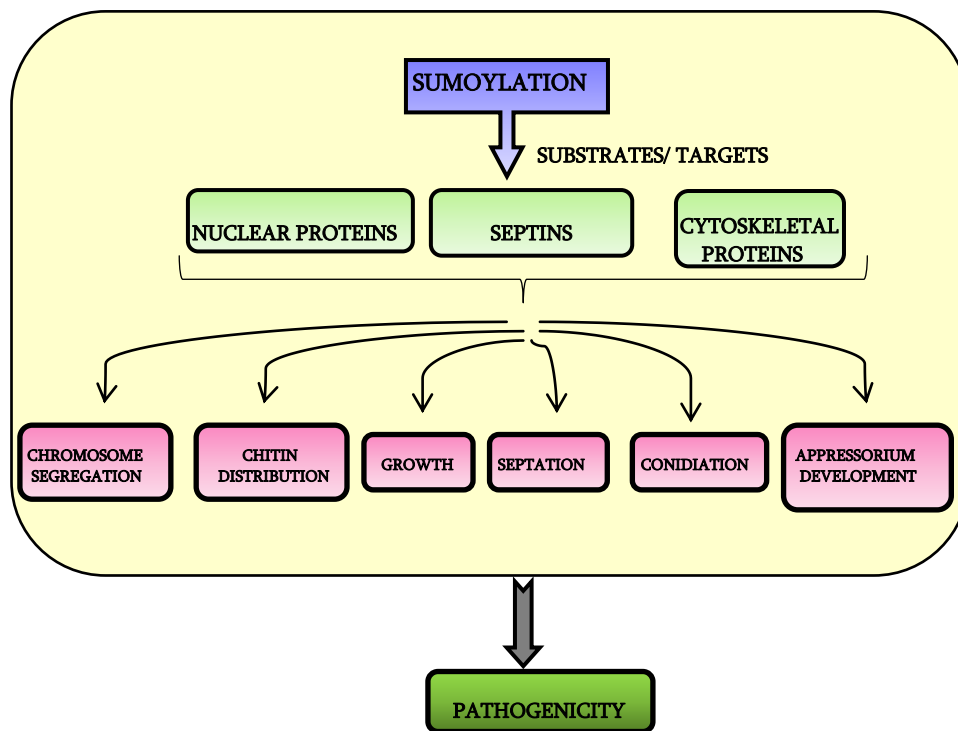 SUMOYLATION
SUBSTRATES/ TARGETS
NUCLEAR PROTEINS
SEPTINS
CYTOSKELETAL
PROTEINS
CHROMOSOME
SEGREGATION
CHITIN
DISTRIBUTION
GROWTH
SEPTATION
CONIDIATION
APPRESSORIUM
DEVELOPMENT
PATHOGENICITY